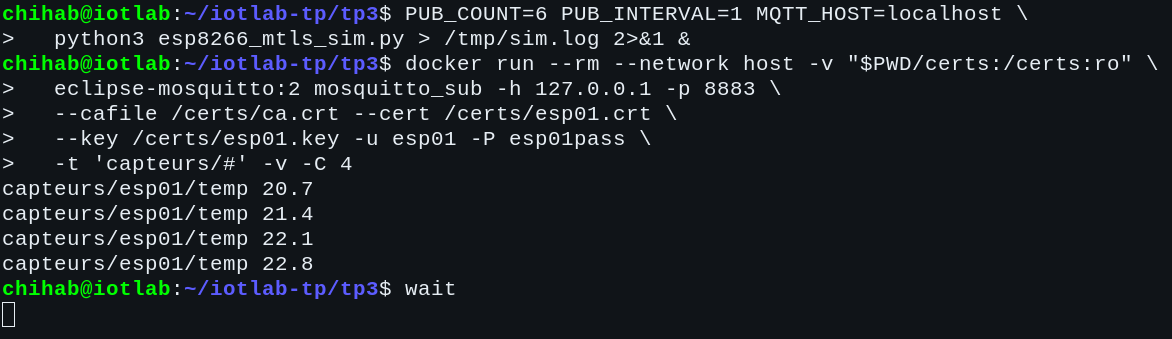 chihab@iotlab:~/iotlab-tp/tp3$ PUB_COUNT=6 PUB_INTERVAL=1 MQTT_HOST=localhost \
>   python3 esp8266_mtls_sim.py > /tmp/sim.log 2>&1 &
chihab@iotlab:~/iotlab-tp/tp3$ docker run --rm --network host -v "$PWD/certs:/certs:ro" \
>   eclipse-mosquitto:2 mosquitto_sub -h 127.0.0.1 -p 8883 \
>   --cafile /certs/ca.crt --cert /certs/esp01.crt \
>   --key /certs/esp01.key -u esp01 -P esp01pass \
>   -t 'capteurs/#' -v -C 4
capteurs/esp01/temp 20.7
capteurs/esp01/temp 21.4
capteurs/esp01/temp 22.1
capteurs/esp01/temp 22.8
chihab@iotlab:~/iotlab-tp/tp3$ wait